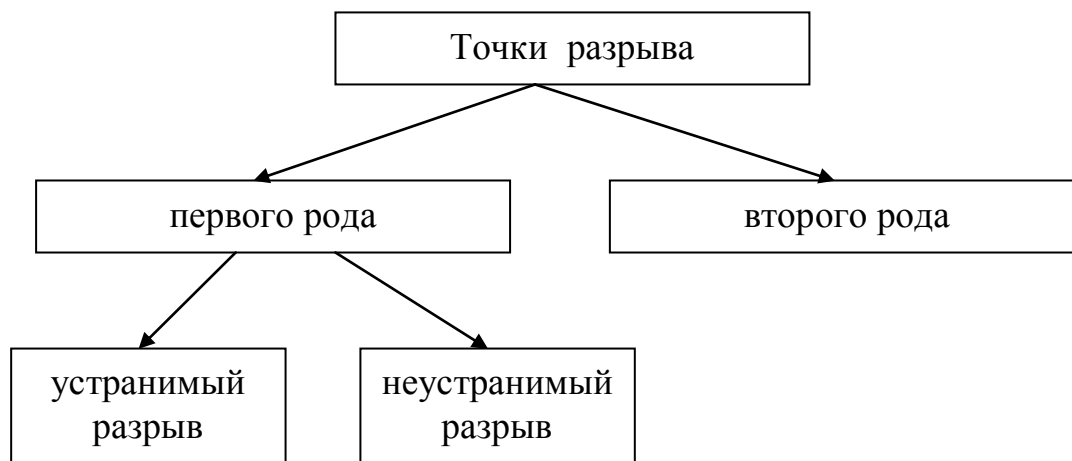 Точки разрыва
первого рода
второго рода
устранимый
разрыв
неустранимый
разрыв